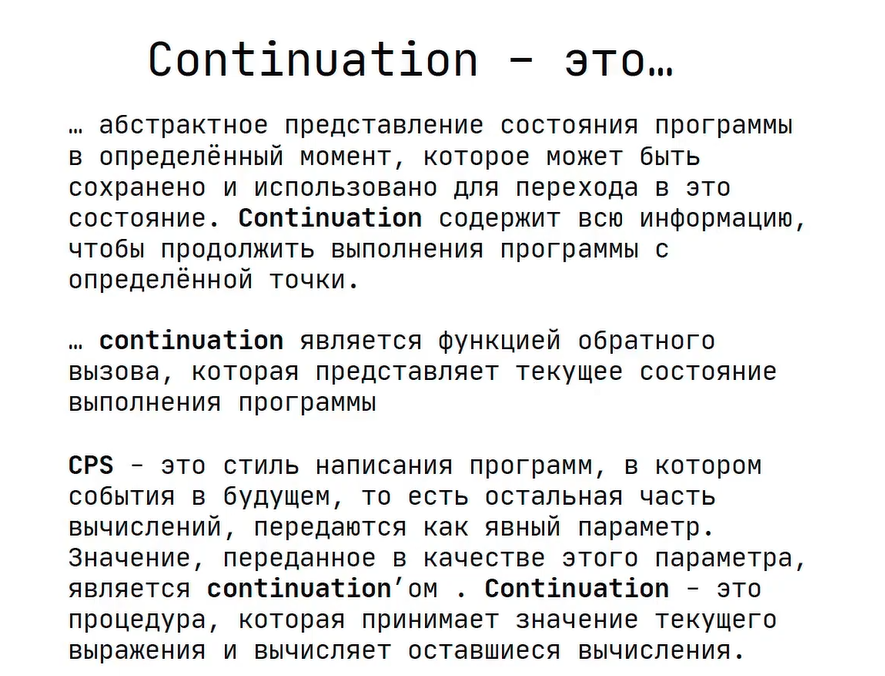 Continuation – это…
… абстрактное представление состояния программы
в определённый момент, которое может быть
сохранено и использовано для перехода в это
состояние. Continuation содержит всю информацию,
чтобы продолжить выполнения программы с
определённой точки.
… continuation является функцией обратного
вызова, которая представляет текущее состояние
выполнения программы
CPS – это стиль написания программ, в котором
события в будущем, то есть остальная часть
вычислений, передаются как явный параметр.
Значение, переданное в качестве этого параметра,
является continuation’ом . Continuation – это
процедура, которая принимает значение текущего
выражения и вычисляет оставшиеся вычисления.